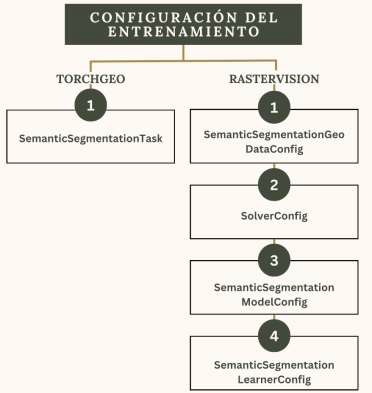 CONFIGURACIÓN DEL
ENTRENAMIENTO
TORCHGEO
1
SemanticSegmentationTask
RASTERVISION
1
SemanticSegmentationGeo
DataConfig
2
SolverConfig
3
SemanticSegmentation
ModelConfig
4
SemanticSegmentation
LearnerConfig